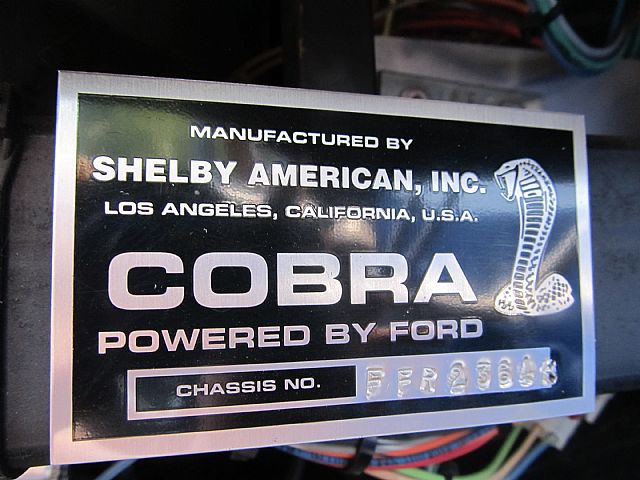 MANUFACTURED BY
SHELBY AMERICAN, INC.
LOS ANGELES, CALIFORNIA, U.S.A.
COBRA
POWERED BY FORD
CHASSIS NO.